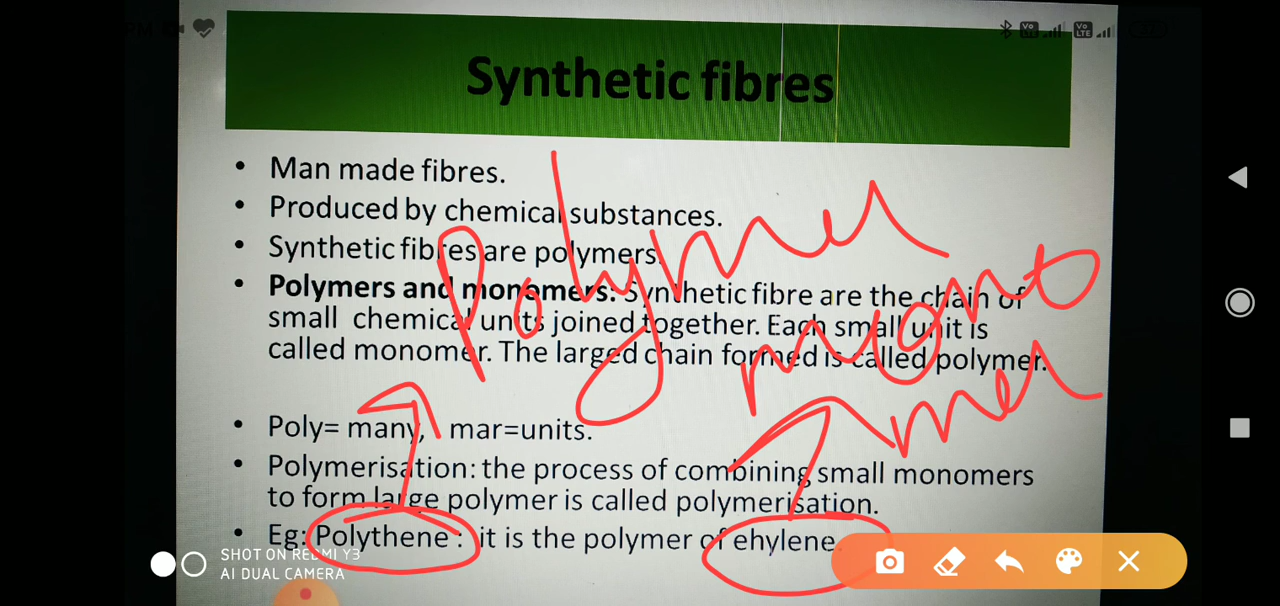 Synthetic fibres
• Man made fibres.
• Produced by chemical substances.
• Synthetic fibres are polymers.
• Polymers and monomers: Synthetic fibre are the chain of
small chemical units joined together. Each small unit is
called monomer. The larged chain formed is called polymer.
Polymer
mono
mer
• Poly= many, mar=units.
• Polymerisation: the process of combining small monomers
to form large polymer is called polymerisation.
• Eg: Polythene : it is the polymer of ehylene.
SHOT ON REDMI Y3
AI DUAL CAMERA